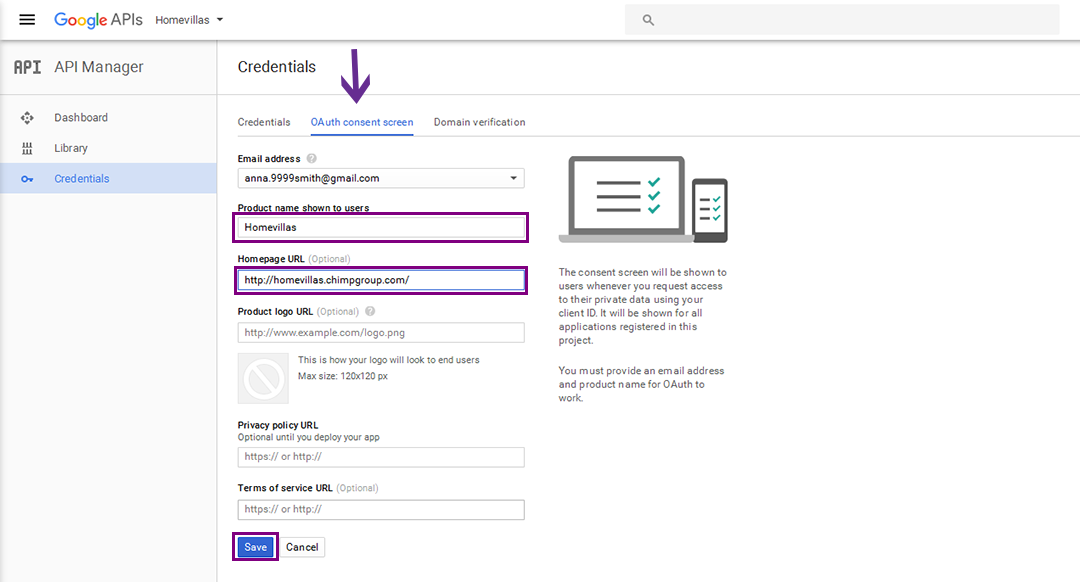 Google APIs Homevillas
API API Manager
Dashboard
Library
Credentials
Credentials
Credentials OAuth consent screen Domain verification
Email address ?
anna.9999smith@gmail.com
Product name shown to users
Homevillas
Homepage URL (Optional)
http://homevillas.chimpgroup.com/
Product logo URL (Optional) ?
http://www.example.com/logo.png
This is how your logo will look to end users
Max size: 120x120 px
Privacy policy URL
Optional until you deploy your app
https:// or http://
Terms of service URL (Optional)
https:// or http://
Save Cancel
The consent screen will be shown to
users whenever you request access
to their private data using your
client ID. It will be shown for all
applications registered in this
project.
You must provide an email address
and product name for OAuth to
work.